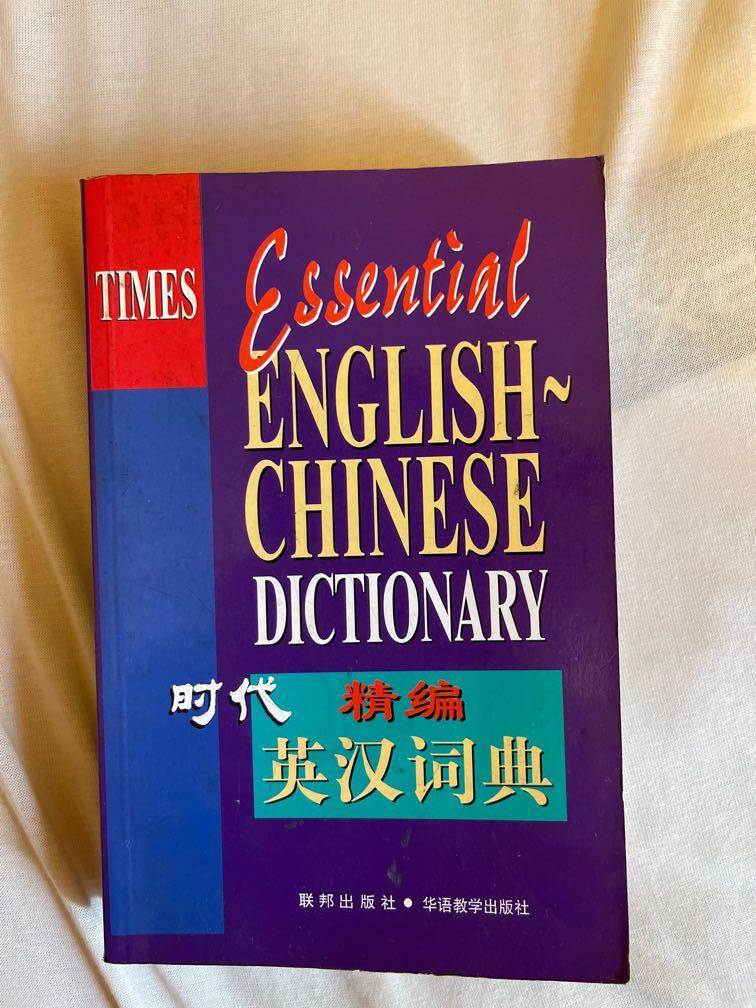 TIMES
Essential
ENGLISH~
CHINESE
DICTIONARY
时代 精编
英汉词典
联邦出版社 • 华语教学出版社